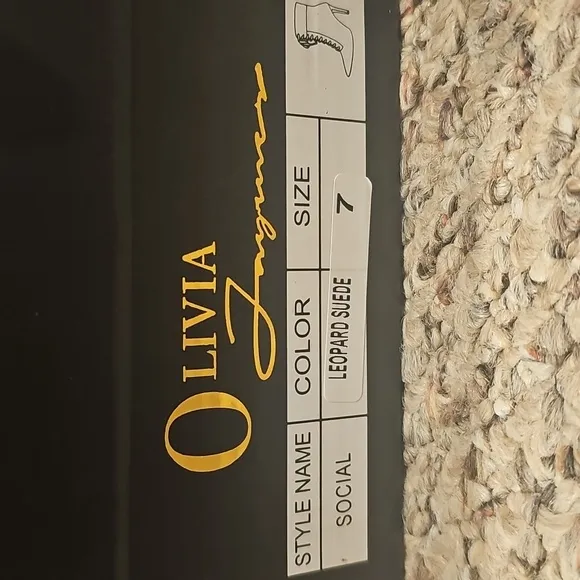 OLIVIA
Jaymes
STYLE NAME COLOR SIZE
SOCIAL LEOPARD SUEDE 7